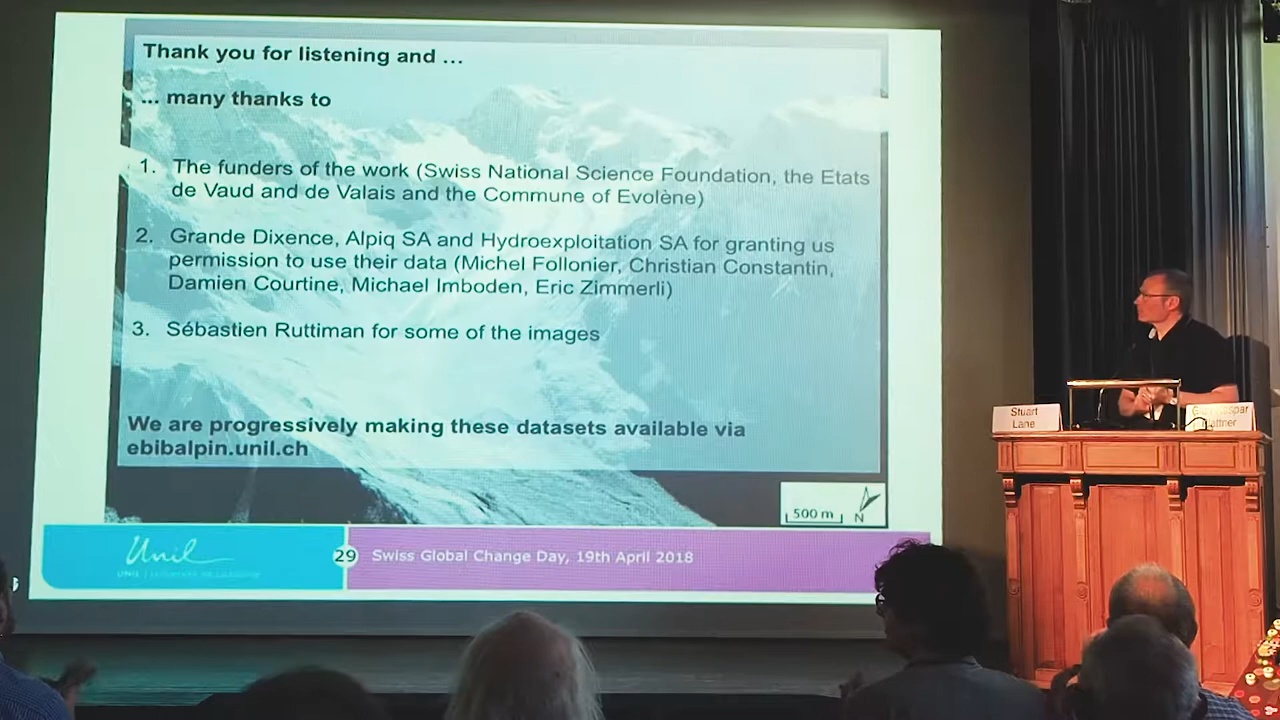 Thank you for listening and ...
... many thanks to
1. The funders of the work (Swiss National Science Foundation, the Etats
de Vaud and de Valais and the Commune of Evolène)
2. Grande Dixence, Alpiq SA and Hydroexploitation SA for granting us
permission to use their data (Michel Follonier, Christian Constantin,
Damien Courtine, Michael Imboden, Eric Zimmerli)
3. Sébastien Ruttiman for some of the images
We are progressively making these datasets available via
ebibalpin.unil.ch
500 m N
Unil
29 Swiss Global Change Day, 19th April 2018
Stuart
Lane